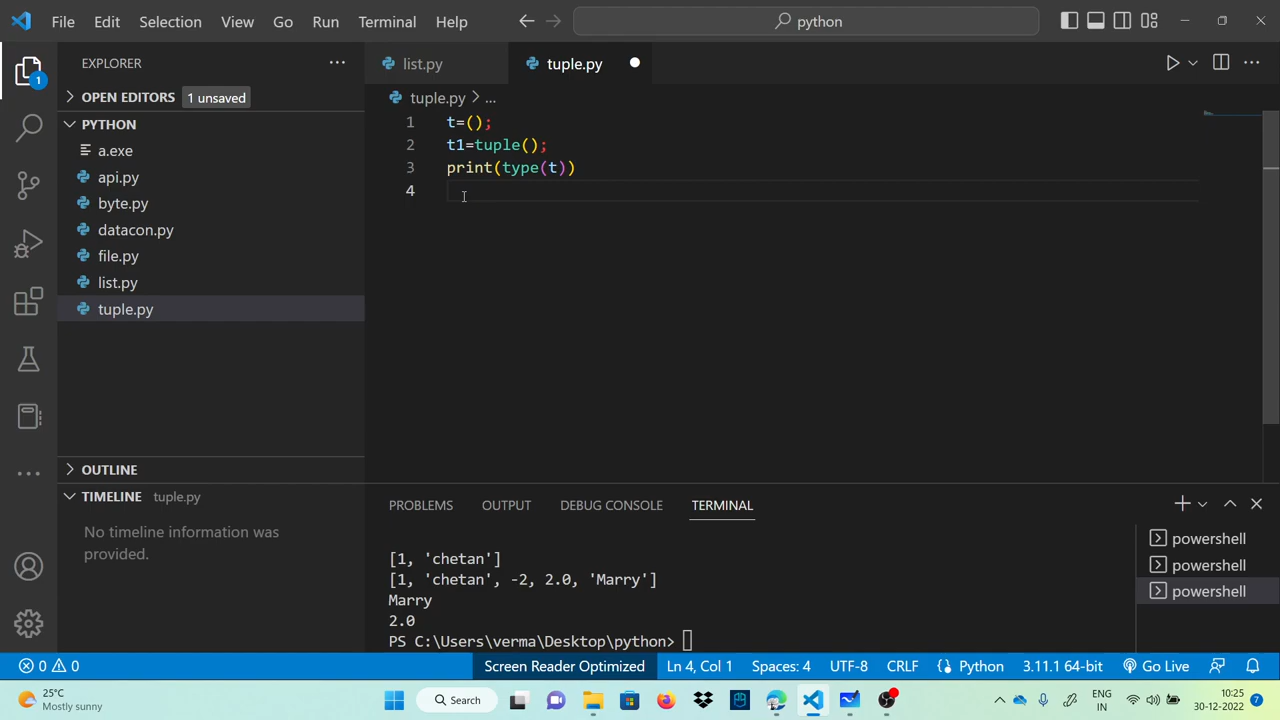 File Edit Selection View Go Run Terminal Help
python
EXPLORER
list.py
tuple.py
OPEN EDITORS 1 unsaved
tuple.py > ...
PYTHON
a.exe
api.py
byte.py
datacon.py
file.py
list.py
tuple.py
1 t=();
2 t1=tuple();
3 print(type(t))
4
OUTLINE
TIMELINE tuple.py
No timeline information was
provided.
PROBLEMS OUTPUT DEBUG CONSOLE TERMINAL
[1, 'chetan']
[1, 'chetan', -2, 2.0, 'Marry']
Marry
2.0
PS C:\Users\verma\Desktop\python>
powershell
powershell
powershell
1
0 0 Screen Reader Optimized Ln 4, Col 1 Spaces: 4 UTF-8 CRLF Python 3.11.1 64-bit Go Live
25°C
Mostly sunny
Search
ENG
IN
10:25
30-12-2022
7